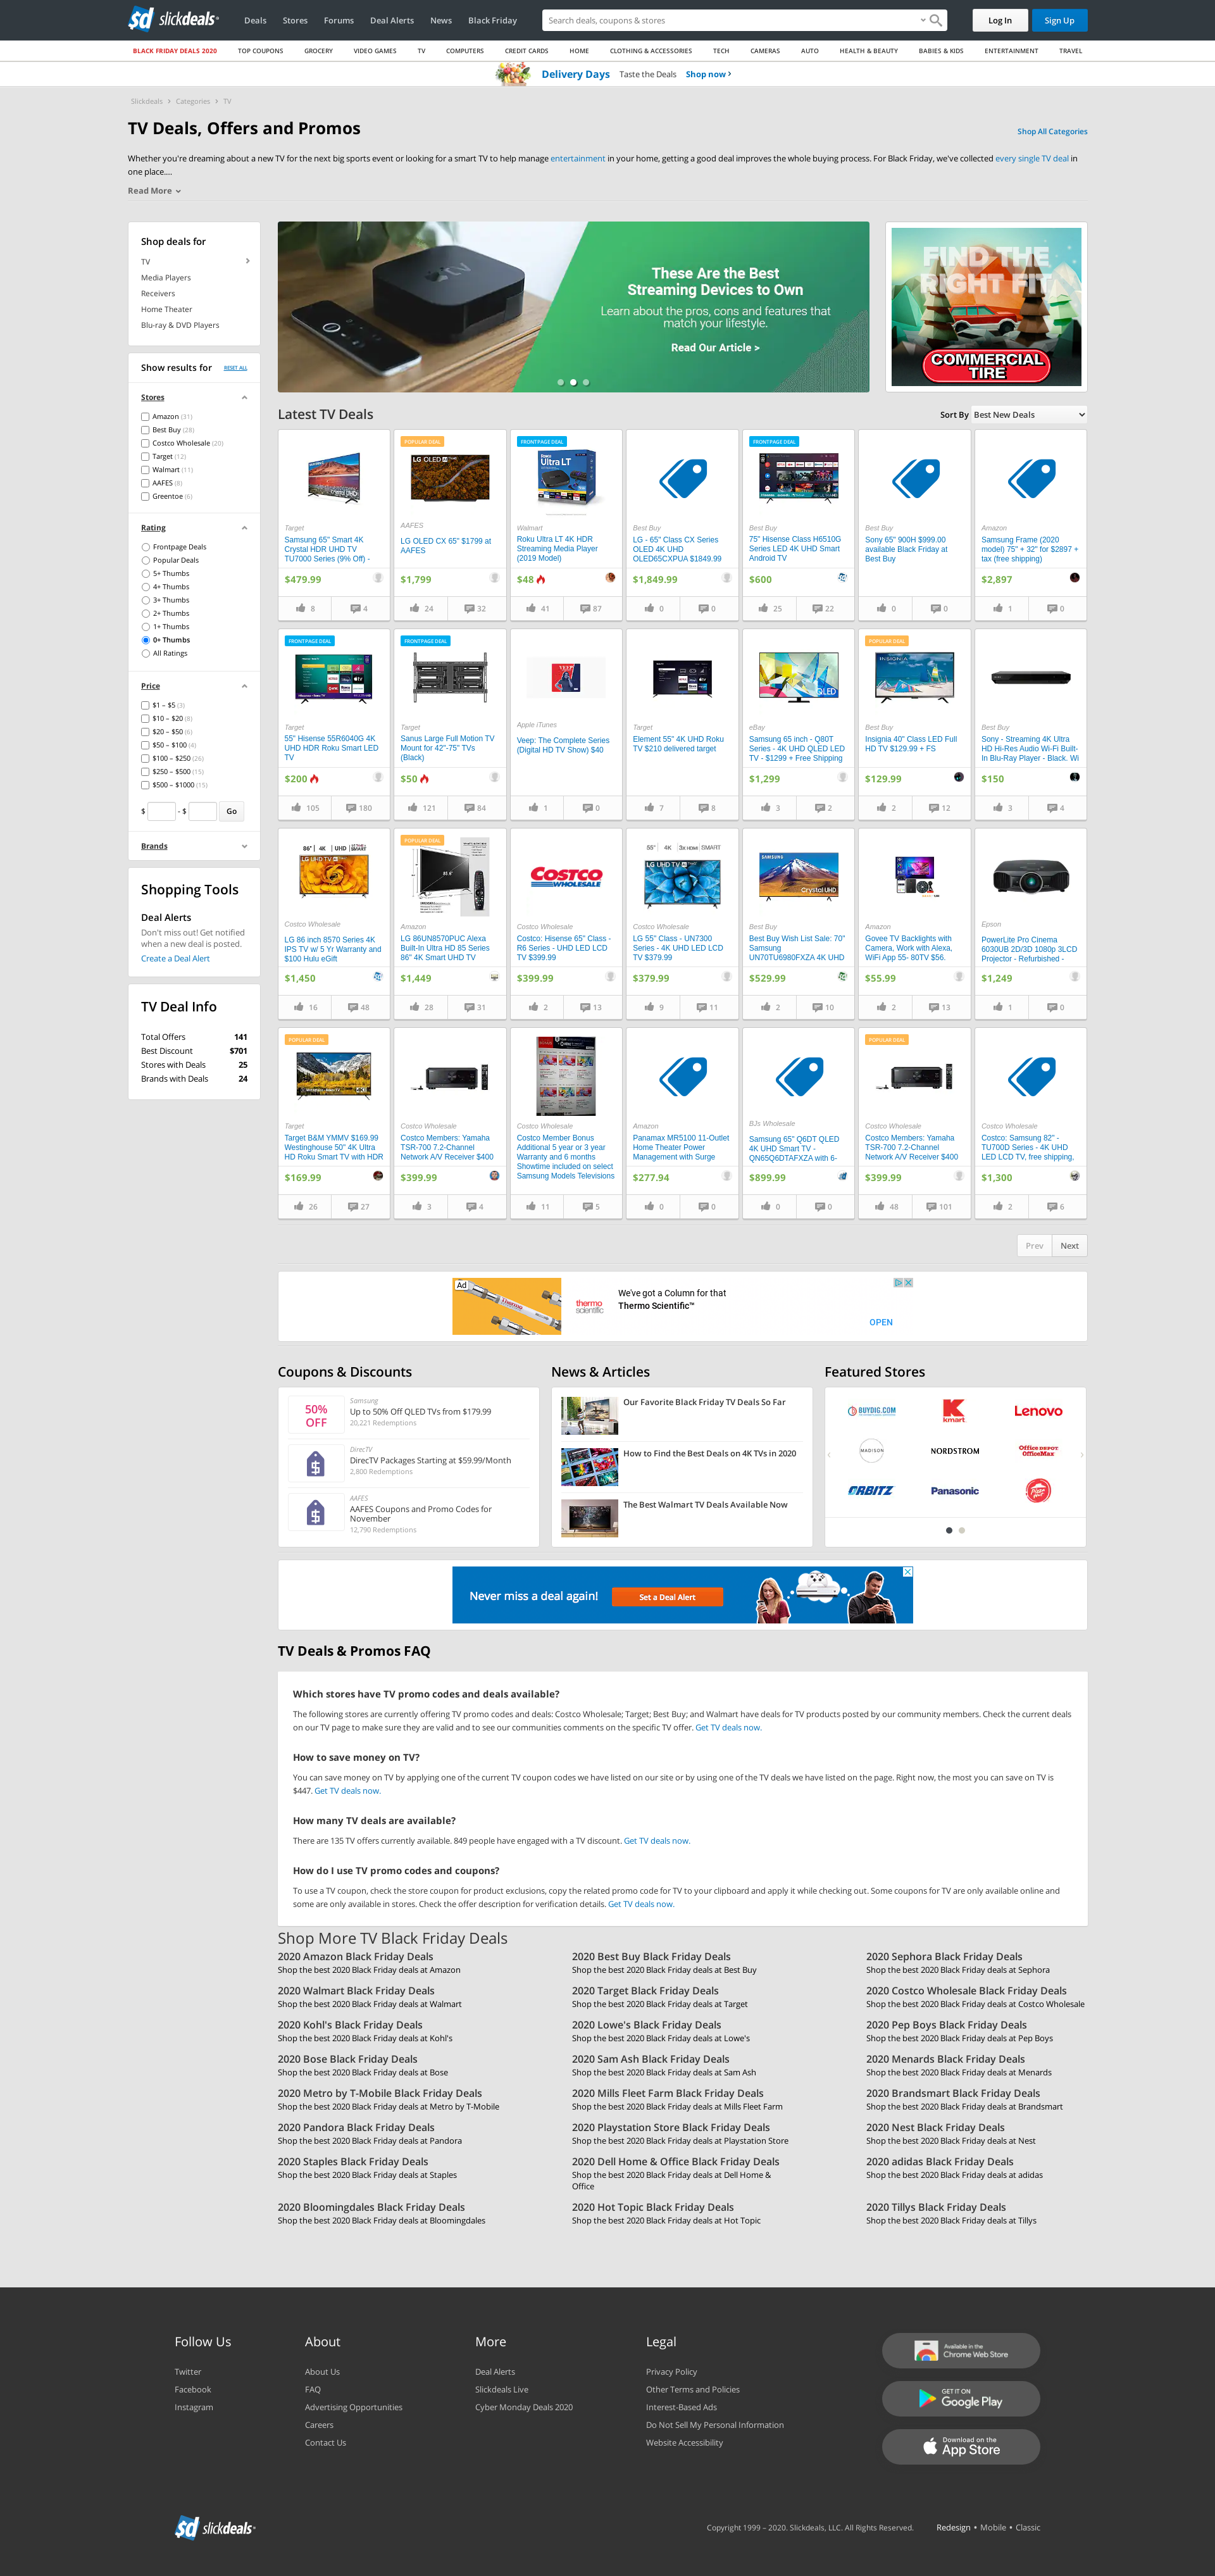 slickdeals
Deals Stores Forums Deal Alerts News Black Friday
Search deals, coupons & stores
Log In Sign Up
BLACK FRIDAY DEALS 2020 TOP COUPONS GROCERY VIDEO GAMES TV COMPUTERS CREDIT CARDS HOME CLOTHING & ACCESSORIES TECH CAMERAS AUTO HEALTH & BEAUTY BABIES & KIDS ENTERTAINMENT TRAVEL
Delivery Days Taste the Deals Shop now ›
Slickdeals › Categories › TV
TV Deals, Offers and Promos
Shop All Categories
Whether you're dreaming about a new TV for the next big sports event or looking for a smart TV to help manage entertainment in your home, getting a good deal improves the whole buying process. For Black Friday, we've collected every single TV deal in
one place....
Read More
Shop deals for
TV
Media Players
Receivers
Home Theater
Blu-ray & DVD Players
Show results for RESET ALL
Stores
Amazon (31)
Best Buy (28)
Costco Wholesale (20)
Target (12)
Walmart (11)
AAFES (8)
Greentoe (6)
Rating
Frontpage Deals
Popular Deals
5+ Thumbs
4+ Thumbs
3+ Thumbs
2+ Thumbs
1+ Thumbs
0+ Thumbs
All Ratings
Price
$1 – $5 (3)
$10 – $20 (8)
$20 – $50 (6)
$50 – $100 (4)
$100 – $250 (26)
$250 – $500 (15)
$500 – $1000 (15)
$ - $ Go
Brands
Shopping Tools
Deal Alerts
Don't miss out! Get notified
when a new deal is posted.
Create a Deal Alert
TV Deal Info
Total Offers 141
Best Discount $701
Stores with Deals 25
Brands with Deals 24
These Are the Best
Streaming Devices to Own
Learn about the pros, cons and features that
match your lifestyle.
Read Our Article >
FIND THE
RIGHT FIT
COMMERCIAL
TIRE
Latest TV Deals
Sort By Best New Deals
Target
Samsung 65" Smart 4K
Crystal HDR UHD TV
TU7000 Series (9% Off) -
$479.99
8 4
POPULAR DEAL
AAFES
LG OLED CX 65" $1799 at
AAFES
$1,799
24 32
FRONTPAGE DEAL
Walmart
Roku Ultra LT 4K HDR
Streaming Media Player
(2019 Model)
$48
41 87
Best Buy
LG - 65" Class CX Series
OLED 4K UHD
OLED65CXPUA $1849.99
$1,849.99
0 0
FRONTPAGE DEAL
Best Buy
75" Hisense Class H6510G
Series LED 4K UHD Smart
Android TV
$600
25 22
Best Buy
Sony 65" 900H $999.00
available Black Friday at
Best Buy
0 0
Amazon
Samsung Frame (2020
model) 75" + 32" for $2897 +
tax (free shipping)
$2,897
1 0
FRONTPAGE DEAL
Target
55" Hisense 55R6040G 4K
UHD HDR Roku Smart LED
TV
$200
105 180
FRONTPAGE DEAL
Target
Sanus Large Full Motion TV
Mount for 42"-75" TVs
(Black)
$50
121 84
Apple iTunes
Veep: The Complete Series
(Digital HD TV Show) $40
1 0
Target
Element 55" 4K UHD Roku
TV $210 delivered target
7 8
eBay
Samsung 65 inch - Q80T
Series - 4K UHD QLED LED
TV - $1299 + Free Shipping
$1,299
3 2
POPULAR DEAL
Best Buy
Insignia 40" Class LED Full
HD TV $129.99 + FS
$129.99
2 12
Best Buy
Sony - Streaming 4K Ultra
HD Hi-Res Audio Wi-Fi Built-
In Blu-Ray Player - Black. Wi
$150
3 4
Costco Wholesale
LG 86 inch 8570 Series 4K
IPS TV w/ 5 Yr Warranty and
$100 Hulu eGift
$1,450
16 48
POPULAR DEAL
Amazon
LG 86UN8570PUC Alexa
Built-In Ultra HD 85 Series
86" 4K Smart UHD TV
$1,449
28 31
COSTCO WHOLESALE
Costco Wholesale
Costco: Hisense 65" Class -
R6 Series - UHD LED LCD
TV $399.99
$399.99
2 13
Costco Wholesale
LG 55" Class - UN7300
Series - 4K UHD LED LCD
TV $379.99
$379.99
9 11
Best Buy
Best Buy Wish List Sale: 70"
Samsung
UN70TU6980FXZA 4K UHD
$529.99
2 10
Amazon
Govee TV Backlights with
Camera, Work with Alexa,
WiFi App 55- 80TV $56.
$55.99
2 13
Epson
PowerLite Pro Cinema
6030UB 2D/3D 1080p 3LCD
Projector - Refurbished -
$1,249
1 0
POPULAR DEAL
Target
Target B&M YMMV $169.99
Westinghouse 50" 4K Ultra
HD Roku Smart TV with HDR
$169.99
26 27
Costco Wholesale
Costco Members: Yamaha
TSR-700 7.2-Channel
Network A/V Receiver $400
$399.99
3 4
Costco Wholesale
Costco Member Bonus
Additional 5 year or 3 year
Warranty and 6 months
Showtime included on select
Samsung Models Televisions
11 5
Amazon
Panamax MR5100 11-Outlet
Home Theater Power
Management with Surge
$277.94
0 0
BJs Wholesale
Samsung 65" Q6DT QLED
4K UHD Smart TV -
QN65Q6DTAFXZA with 6-
$899.99
0 0
POPULAR DEAL
Costco Wholesale
Costco Members: Yamaha
TSR-700 7.2-Channel
Network A/V Receiver $400
$399.99
48 101
Costco Wholesale
Costco: Samsung 82" -
TU700D Series - 4K UHD
LED LCD TV, free shipping,
$1,300
2 6
Prev Next
Ad
thermo scientific
We've got a Column for that
Thermo Scientific™
OPEN
Coupons & Discounts
50%
OFF
Samsung
Up to 50% Off QLED TVs from $179.99
20,221 Redemptions
DirecTV
DirecTV Packages Starting at $59.99/Month
2,800 Redemptions
AAFES
AAFES Coupons and Promo Codes for
November
12,790 Redemptions
News & Articles
Our Favorite Black Friday TV Deals So Far
How to Find the Best Deals on 4K TVs in 2020
The Best Walmart TV Deals Available Now
Featured Stores
BUYDIG.COM kmart Lenovo
MADISON NORDSTROM Office DEPOT OfficeMax
ORBITZ Panasonic Pizza Hut
Never miss a deal again! Set a Deal Alert
TV Deals & Promos FAQ
Which stores have TV promo codes and deals available?
The following stores are currently offering TV promo codes and deals: Costco Wholesale; Target; Best Buy; and Walmart have deals for TV products posted by our community members. Check the current deals
on our TV page to make sure they are valid and to see our communities comments on the specific TV offer. Get TV deals now.
How to save money on TV?
You can save money on TV by applying one of the current TV coupon codes we have listed on our site or by using one of the TV deals we have listed on the page. Right now, the most you can save on TV is
$447. Get TV deals now.
How many TV deals are available?
There are 135 TV offers currently available. 849 people have engaged with a TV discount. Get TV deals now.
How do I use TV promo codes and coupons?
To use a TV coupon, check the store coupon for product exclusions, copy the related promo code for TV to your clipboard and apply it while checking out. Some coupons for TV are only available online and
some are only available in stores. Check the offer description for verification details. Get TV deals now.
Shop More TV Black Friday Deals
2020 Amazon Black Friday Deals
Shop the best 2020 Black Friday deals at Amazon
2020 Best Buy Black Friday Deals
Shop the best 2020 Black Friday deals at Best Buy
2020 Sephora Black Friday Deals
Shop the best 2020 Black Friday deals at Sephora
2020 Walmart Black Friday Deals
Shop the best 2020 Black Friday deals at Walmart
2020 Target Black Friday Deals
Shop the best 2020 Black Friday deals at Target
2020 Costco Wholesale Black Friday Deals
Shop the best 2020 Black Friday deals at Costco Wholesale
2020 Kohl's Black Friday Deals
Shop the best 2020 Black Friday deals at Kohl's
2020 Lowe's Black Friday Deals
Shop the best 2020 Black Friday deals at Lowe's
2020 Pep Boys Black Friday Deals
Shop the best 2020 Black Friday deals at Pep Boys
2020 Bose Black Friday Deals
Shop the best 2020 Black Friday deals at Bose
2020 Sam Ash Black Friday Deals
Shop the best 2020 Black Friday deals at Sam Ash
2020 Menards Black Friday Deals
Shop the best 2020 Black Friday deals at Menards
2020 Metro by T-Mobile Black Friday Deals
Shop the best 2020 Black Friday deals at Metro by T-Mobile
2020 Mills Fleet Farm Black Friday Deals
Shop the best 2020 Black Friday deals at Mills Fleet Farm
2020 Brandsmart Black Friday Deals
Shop the best 2020 Black Friday deals at Brandsmart
2020 Pandora Black Friday Deals
Shop the best 2020 Black Friday deals at Pandora
2020 Playstation Store Black Friday Deals
Shop the best 2020 Black Friday deals at Playstation Store
2020 Nest Black Friday Deals
Shop the best 2020 Black Friday deals at Nest
2020 Staples Black Friday Deals
Shop the best 2020 Black Friday deals at Staples
2020 Dell Home & Office Black Friday Deals
Shop the best 2020 Black Friday deals at Dell Home &
Office
2020 adidas Black Friday Deals
Shop the best 2020 Black Friday deals at adidas
2020 Bloomingdales Black Friday Deals
Shop the best 2020 Black Friday deals at Bloomingdales
2020 Hot Topic Black Friday Deals
Shop the best 2020 Black Friday deals at Hot Topic
2020 Tillys Black Friday Deals
Shop the best 2020 Black Friday deals at Tillys
Follow Us
Twitter
Facebook
Instagram
About
About Us
FAQ
Advertising Opportunities
Careers
Contact Us
More
Deal Alerts
Slickdeals Live
Cyber Monday Deals 2020
Legal
Privacy Policy
Other Terms and Policies
Interest-Based Ads
Do Not Sell My Personal Information
Website Accessibility
Available in the
Chrome Web Store
GET IT ON
Google Play
Download on the
App Store
slickdeals
Copyright 1999 – 2020. Slickdeals, LLC. All Rights Reserved. Redesign • Mobile • Classic